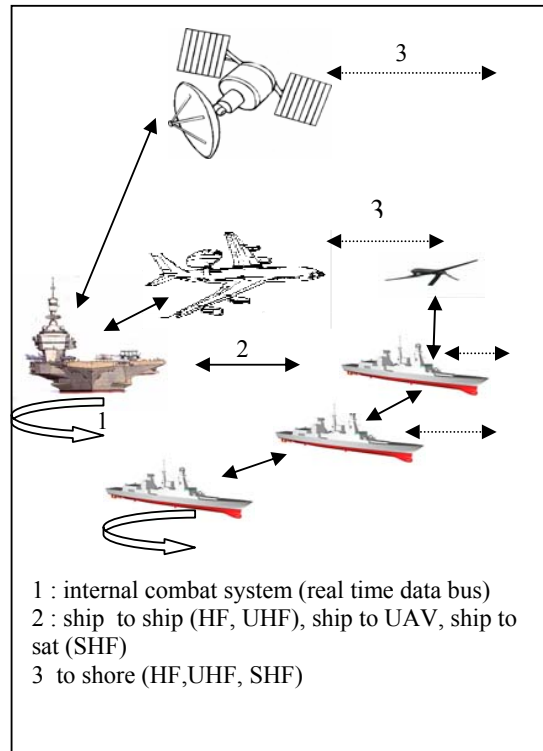 3
3
2
1
1 : internal combat system (real time data bus)
2 : ship to ship (HF, UHF), ship to UAV, ship to
sat (SHF)
3 to shore (HF,UHF, SHF)